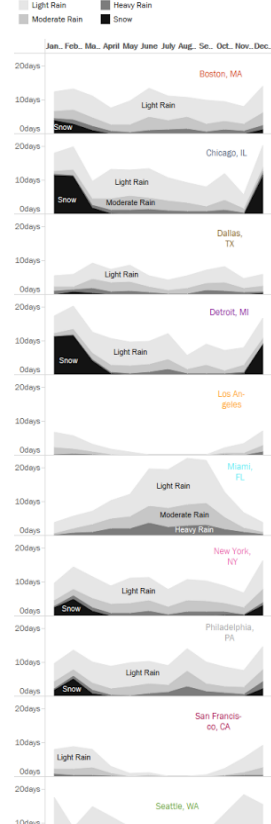 Light Rain
Heavy Rain
Moderate Rain
Snow
Jan.. Feb.. Ma.. April May June July Aug.. Se.. Oct.. Nov.. Dec.
20days
Boston, MA
10days
Light Rain
Snow
0days
20days
Chicago, IL
10days
Light Rain
Snow
Moderate Rain
0days
20days
Dallas,
TX
10days
Light Rain
0days
20days
Detroit, MI
10days
Light Rain
Snow
0days
20days
Los An-
geles
10days
0days
20days
Miami,
FL
Light Rain
10days
Moderate Rain
Heavy Rain
0days
20days
New York,
NY
10days
Light Rain
Snow
0days
20days
Philadelphia,
PA
10days
Light Rain
Snow
0days
20days
San Francis-
co, CA
10days
Light Rain
0days
20days
Seattle, WA
10days